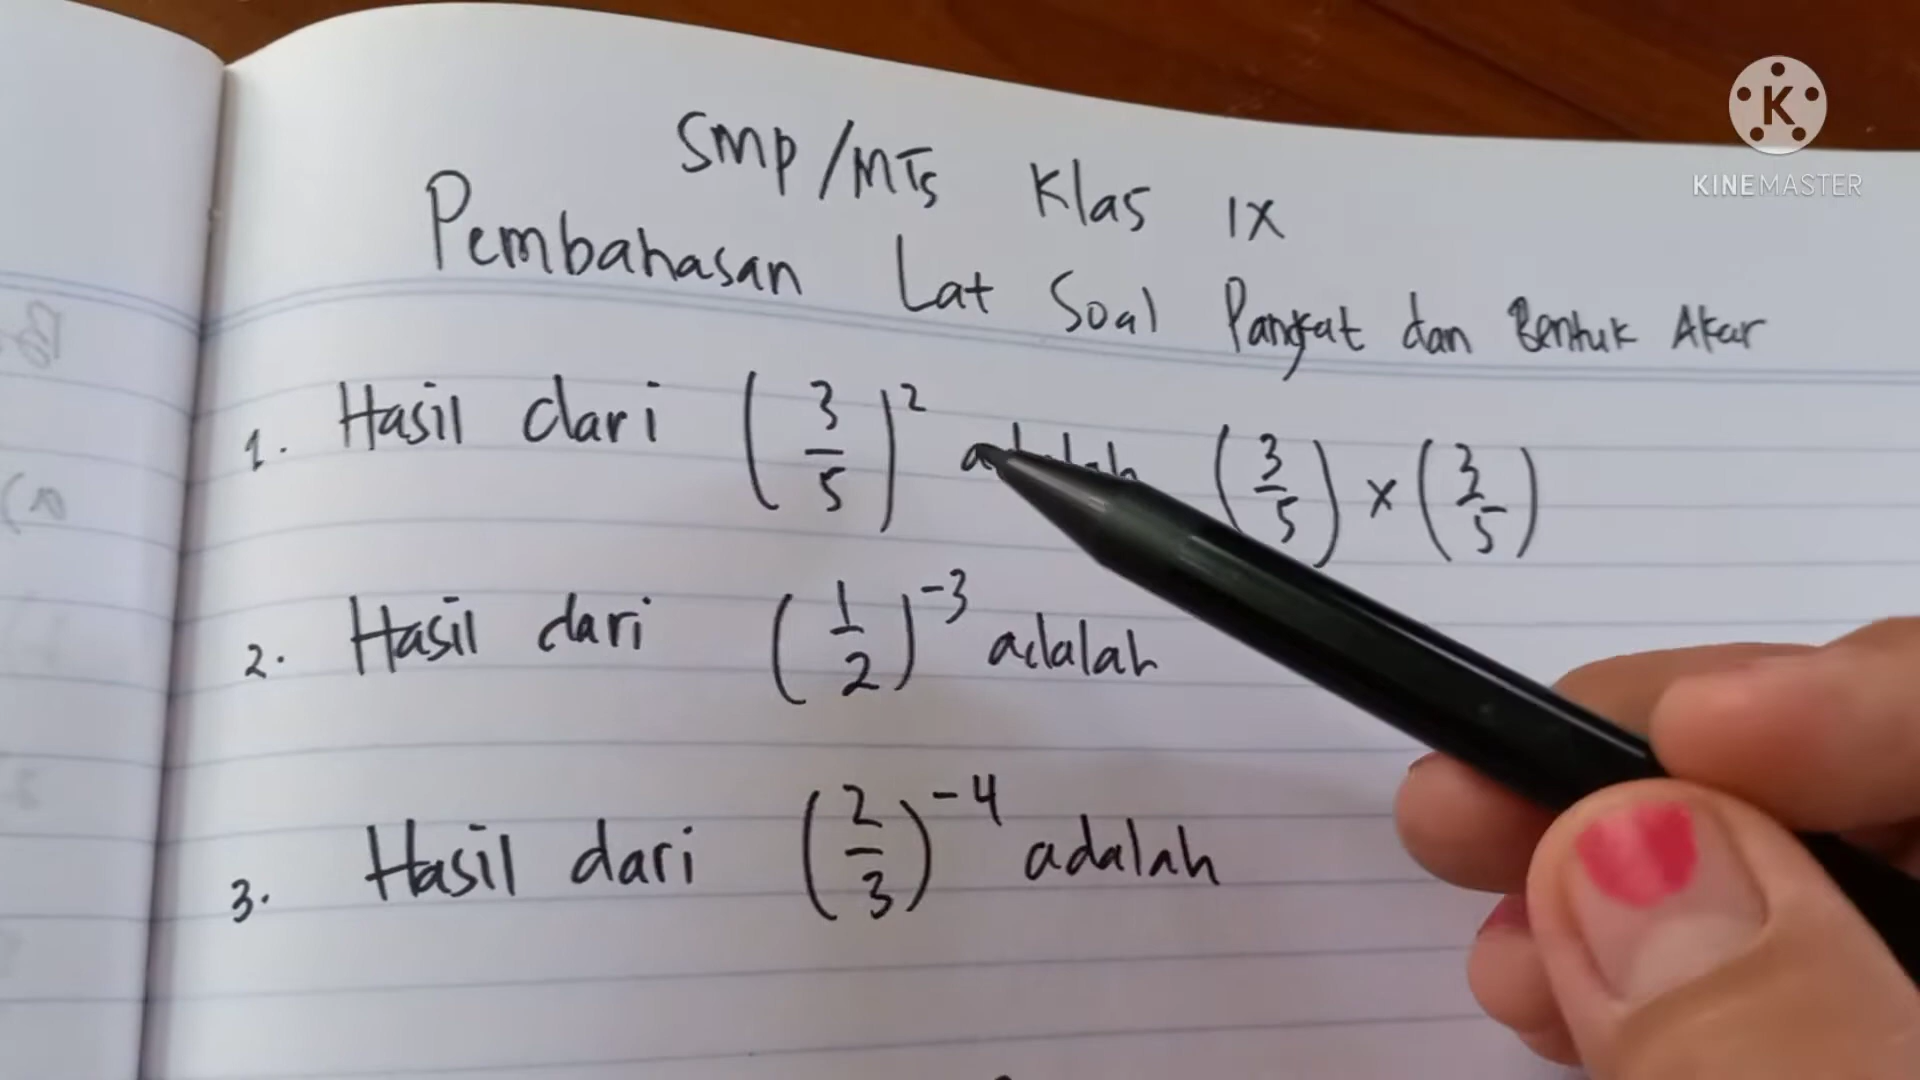 SMP/MTs Klas IX
Pembahasan Lat Soal Pangkat dan Bentuk Akar
1. Hasil dari (3/5)² adalah (3/5) × (3/5)
2. Hasil dari (1/2)⁻³ adalah
3. Hasil dari (2/3)⁻⁴ adalah
K
KINEMASTER